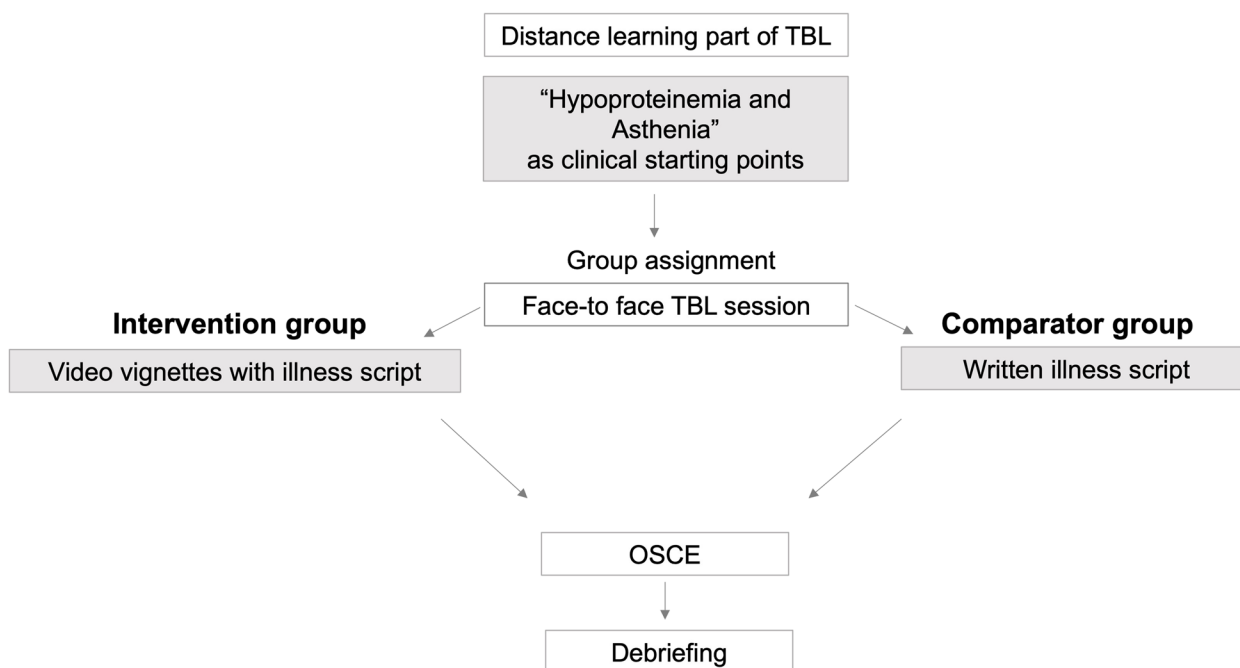 Distance learning part of TBL
“Hypoproteinemia and
Asthenia”
as clinical starting points
Group assignment
Face-to face TBL session
Intervention group
Video vignettes with illness script
Comparator group
Written illness script
OSCE
Debriefing